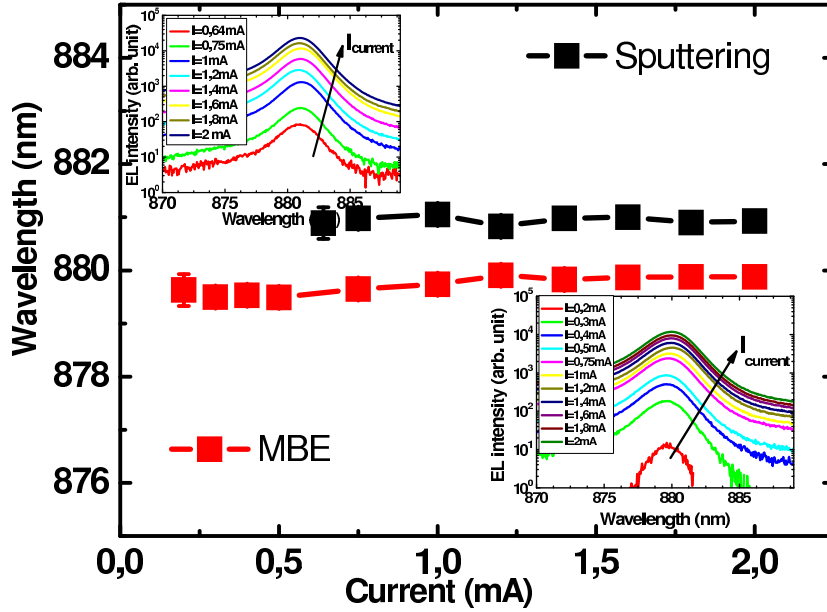 Wavelength (nm)
884
882
880
878
876
0,0
0,5
1,0
1,5
2,0
Current (mA)
Sputtering
MBE
EL intensity (arb. unit)
10^5
10^4
10^3
10^2
10^1
10^0
I=0,64mA
I=0,75mA
I=1mA
I=1,2mA
I=1,4mA
I=1,6mA
I=1,8mA
I=2 mA
I current
870
875
880
885
Wavelength (nm)
EL intensity (arb. unit)
10^5
10^4
10^3
10^2
10^1
10^0
I=0,2mA
I=0,3mA
I=0,4mA
I=0,5mA
I=0,75mA
I=1mA
I=1,2mA
I=1,4mA
I=1,6mA
I=1,8mA
I=2mA
I current
870
875
880
885
Wavelength (nm)